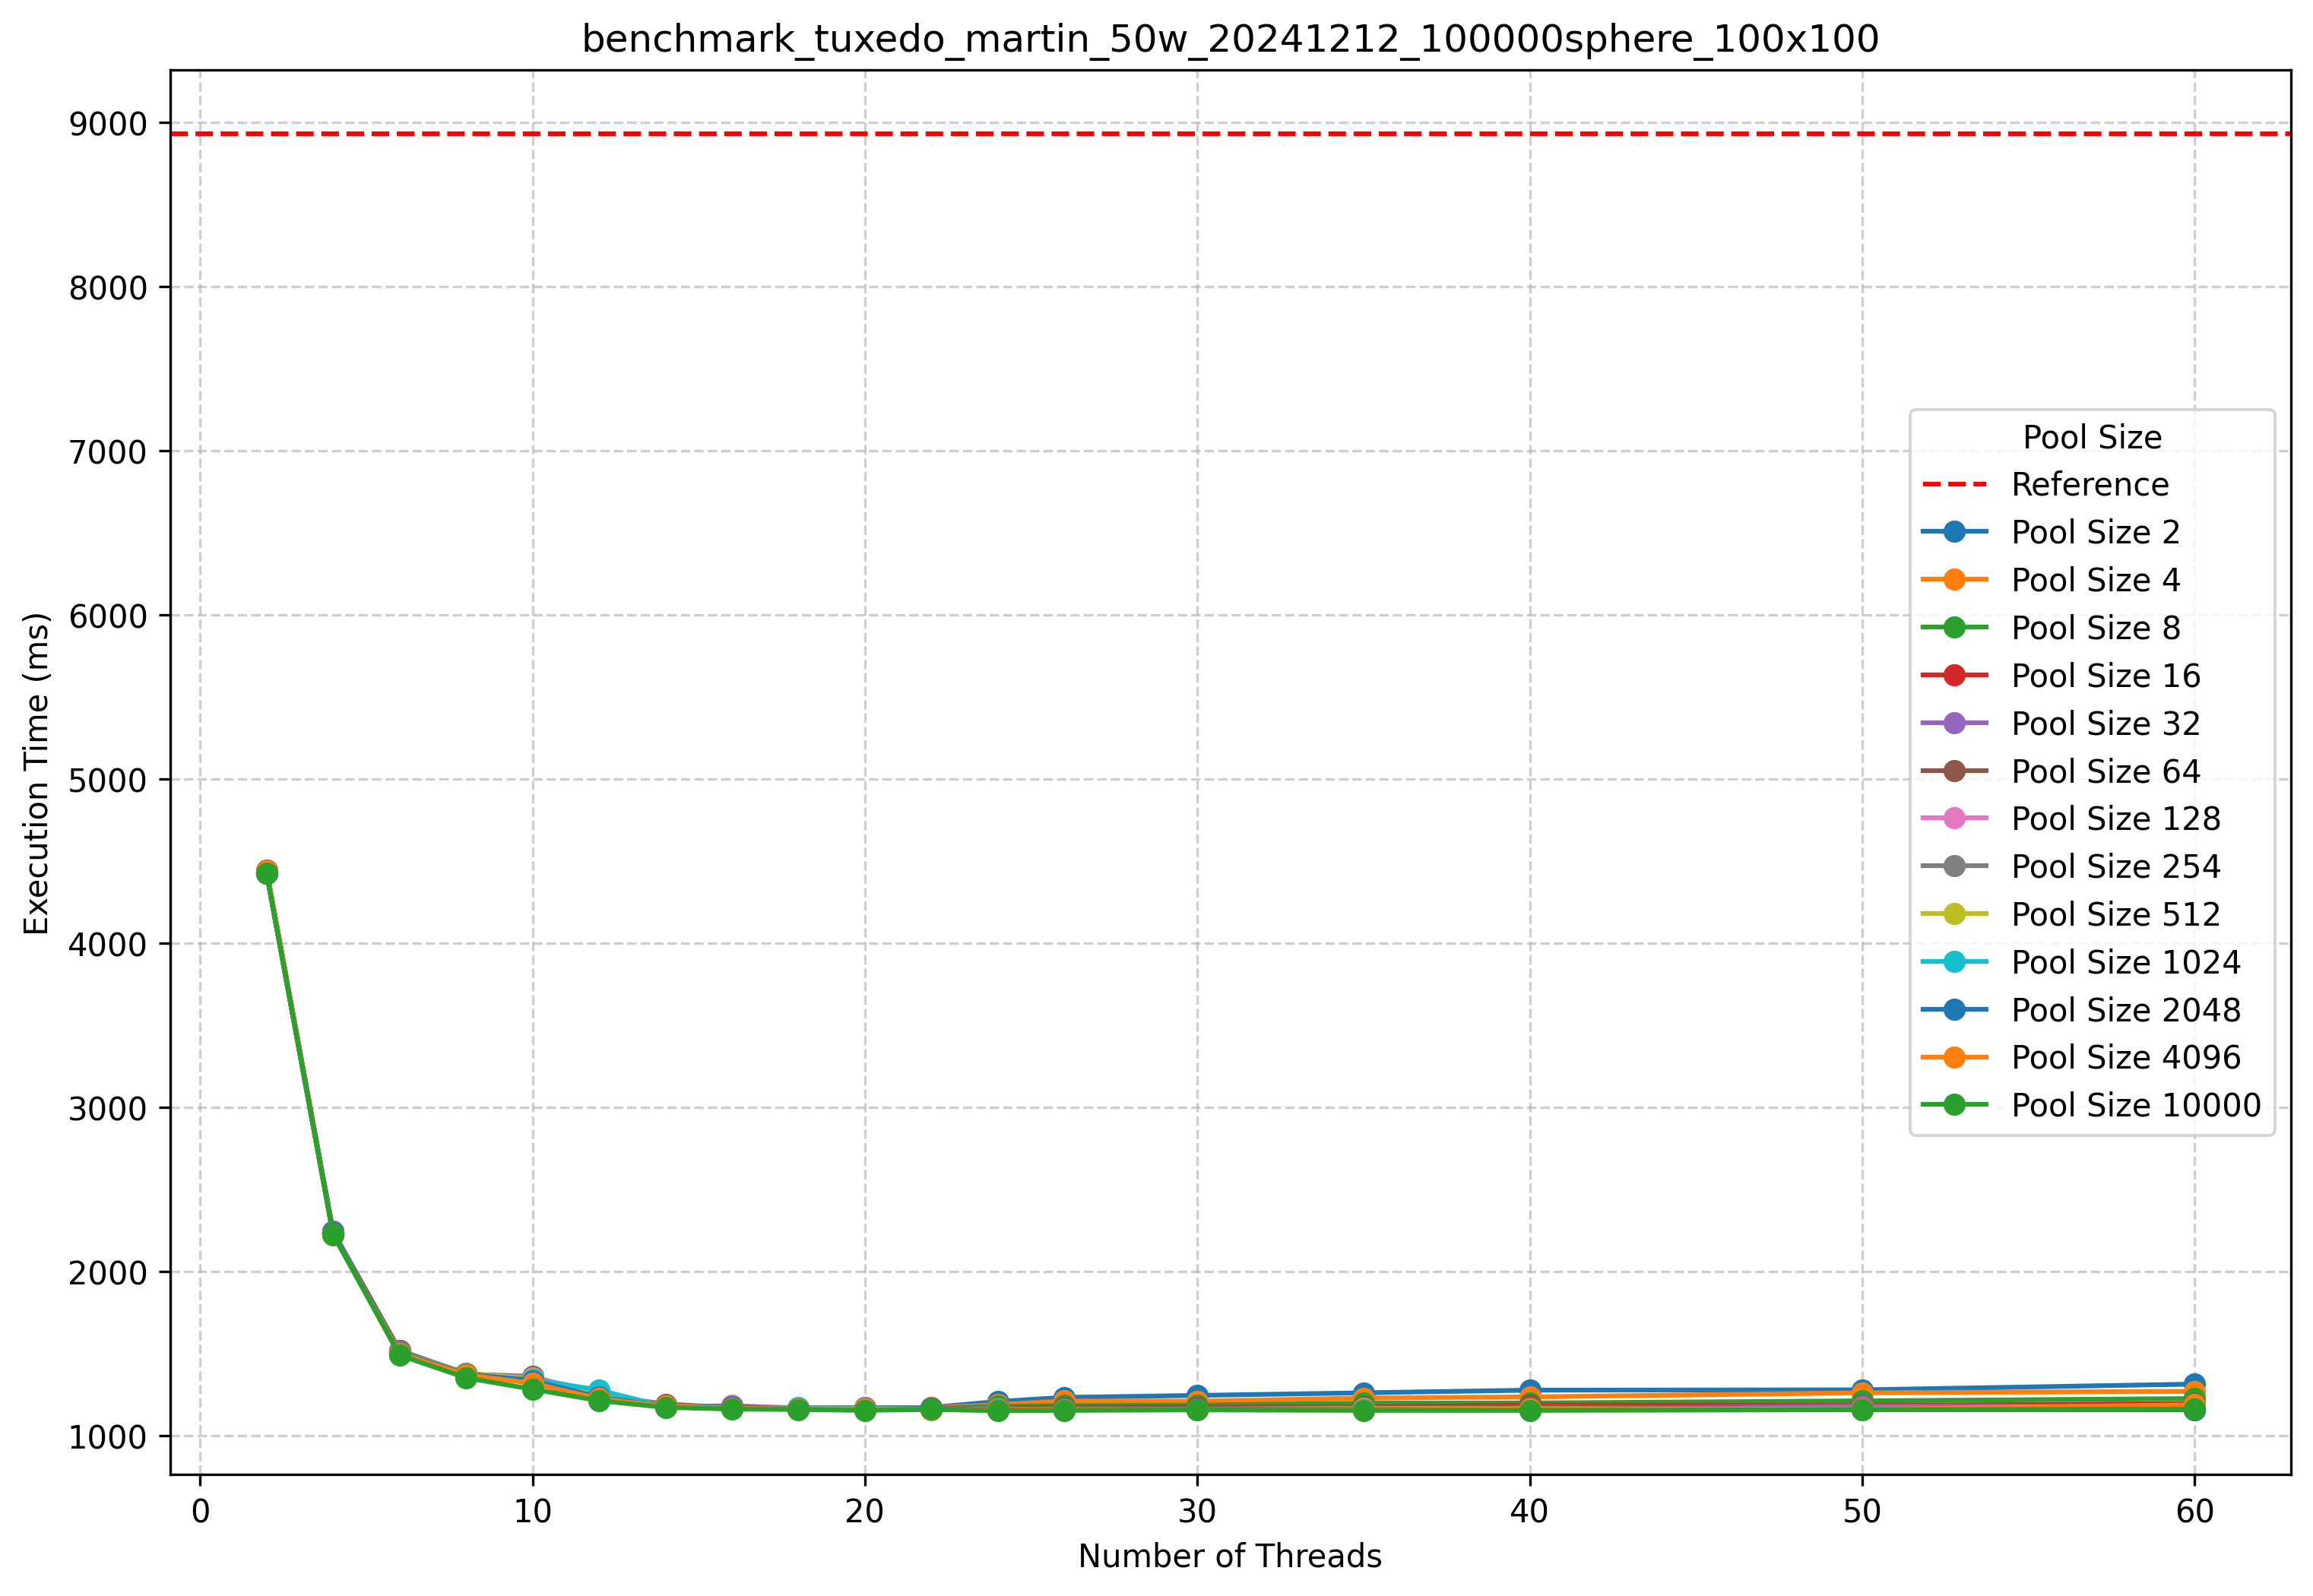 benchmark_tuxedo_martin_50w_20241212_100000sphere_100x100
9000
8000
7000
6000
5000
4000
3000
2000
1000
Execution Time (ms)
Pool Size
Reference
Pool Size 2
Pool Size 4
Pool Size 8
Pool Size 16
Pool Size 32
Pool Size 64
Pool Size 128
Pool Size 254
Pool Size 512
Pool Size 1024
Pool Size 2048
Pool Size 4096
Pool Size 10000
0 10 20 30 40 50 60
Number of Threads